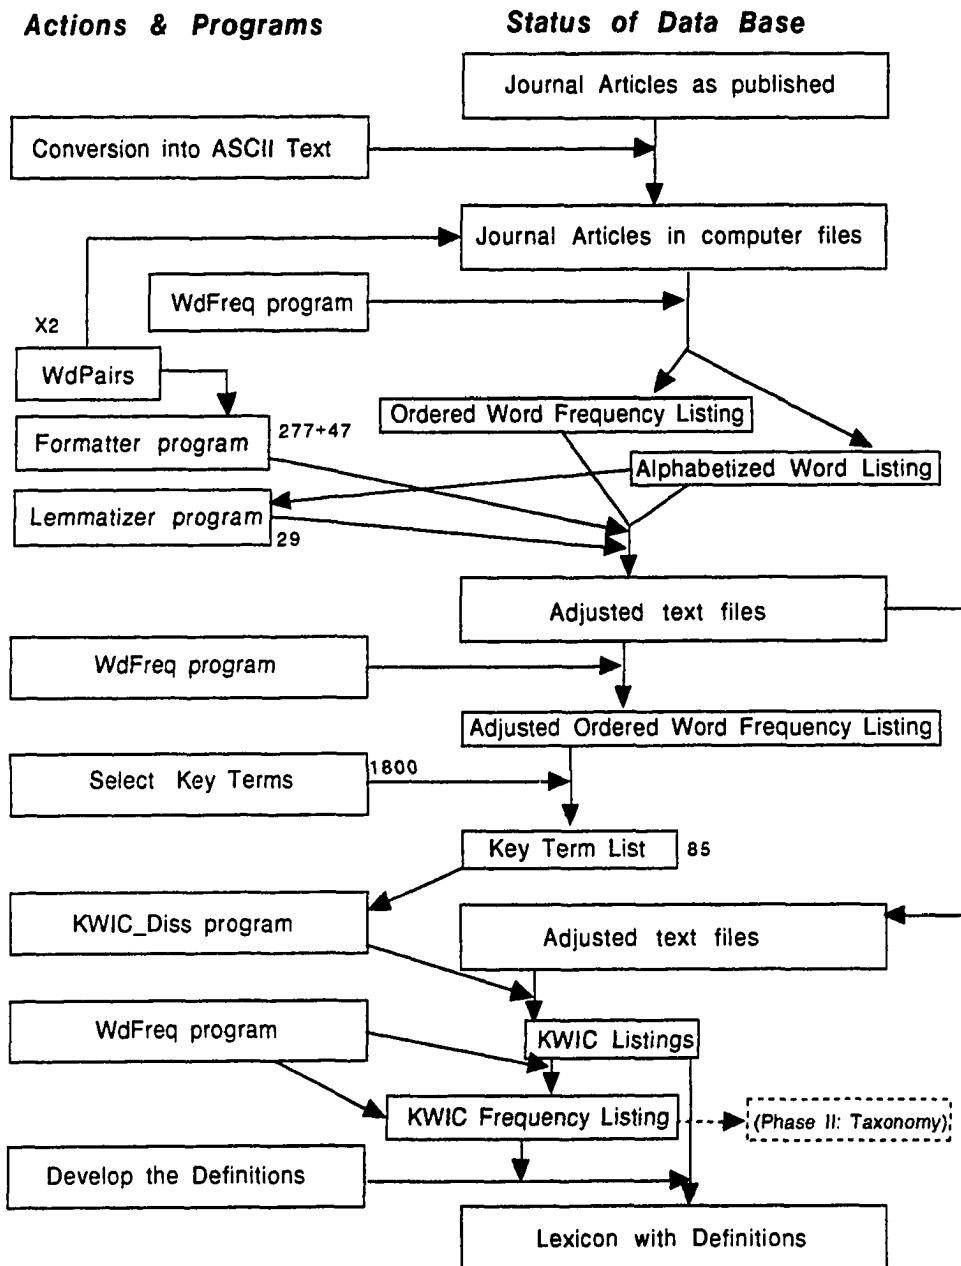 Actions & Programs
Status of Data Base
Journal Articles as published
Conversion into ASCII Text
Journal Articles in computer files
WdFreq program
X2
WdPairs
Ordered Word Frequency Listing
Formatter program
277+47
Alphabetized Word Listing
Lemmatizer program
29
Adjusted text files
WdFreq program
Adjusted Ordered Word Frequency Listing
Select Key Terms
1800
Key Term List
85
KWIC_Diss program
Adjusted text files
WdFreq program
KWIC Listings
KWIC Frequency Listing
(Phase II: Taxonomy)
Develop the Definitions
Lexicon with Definitions